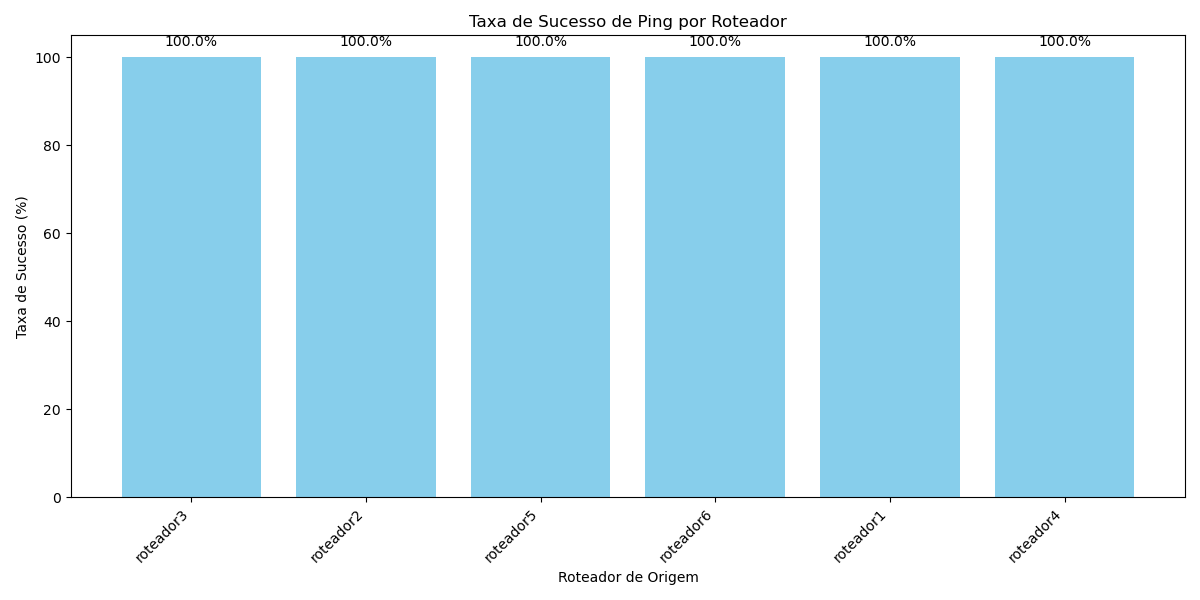 Taxa de Sucesso de Ping por Roteador
100.0% 100.0% 100.0% 100.0% 100.0% 100.0%
100
80
60
40
20
0
Taxa de Sucesso (%)
roteador3 roteador2 roteador5 roteador6 roteador1 roteador4
Roteador de Origem